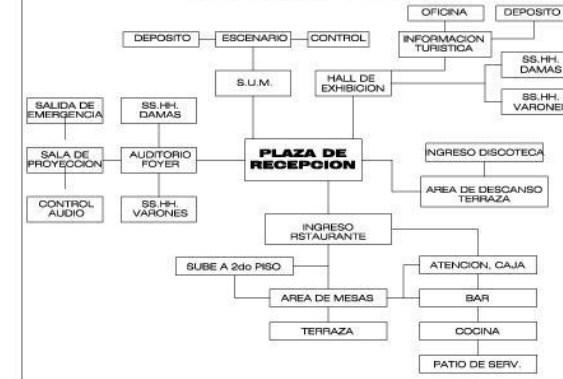 OFICINA
DEPOSITO
DEPOSITO
ESCENARIO
CONTROL
INFORMACION
TURISTICA
SS.HH.
DAMAS
S.U.M.
HALL DE
EXHIBICION
SS.HH.
VARONES
SALIDA DE
EMERGENCIA
SS.HH.
DAMAS
SALA DE
PROYECCION
AUDITORIO
FOYER
PLAZA DE
RECEPCION
INGRESO DISCOTECA
AREA DE DESCANSO
TERRAZA
CONTROL
AUDIO
SS.HH.
VARONES
INGRESO
RSTAURANTE
SUBE A 2do PISO
ATENCION, CAJA
AREA DE MESAS
BAR
TERRAZA
COCINA
PATIO DE SERV.